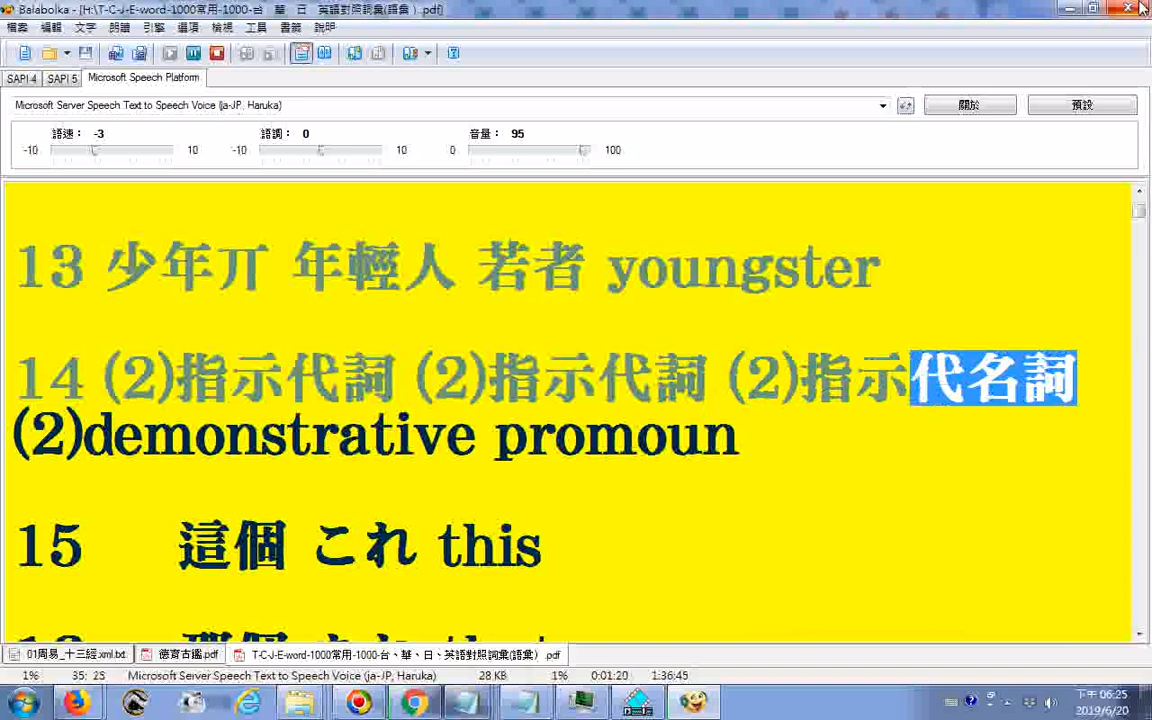 Balabolka - [H:\T-C-J-E-word-1000常用-1000-台 華 日 英語對照詞彙(語彙 ).pdf]
檔案 編輯 文字 朗讀 引擎 選項 檢視 工具 書籤 說明
SAPI 4 SAPI 5 Microsoft Speech Platform
Microsoft Server Speech Text to Speech Voice (ja-JP, Haruka) 關於 預設
語速： -3 語調： 0 音量： 95
-10 10 -10 10 0 100
13 少年丌 年輕人 若者 youngster
14 (2)指示代詞 (2)指示代詞 (2)指示代名詞
(2)demonstrative promoun
15 這個 これ this
01周易_十三經.xml.txt 德育古鑑.pdf T-C-J-E-word-1000常用-1000-台、華、日、英語對照詞彙(語彙 ) .pdf
1% 35: 23 Microsoft Server Speech Text to Speech Voice (ja-JP, Haruka) 28 KB 1% 0:01:20 1:36:45
下午 06:25
2019/6/20